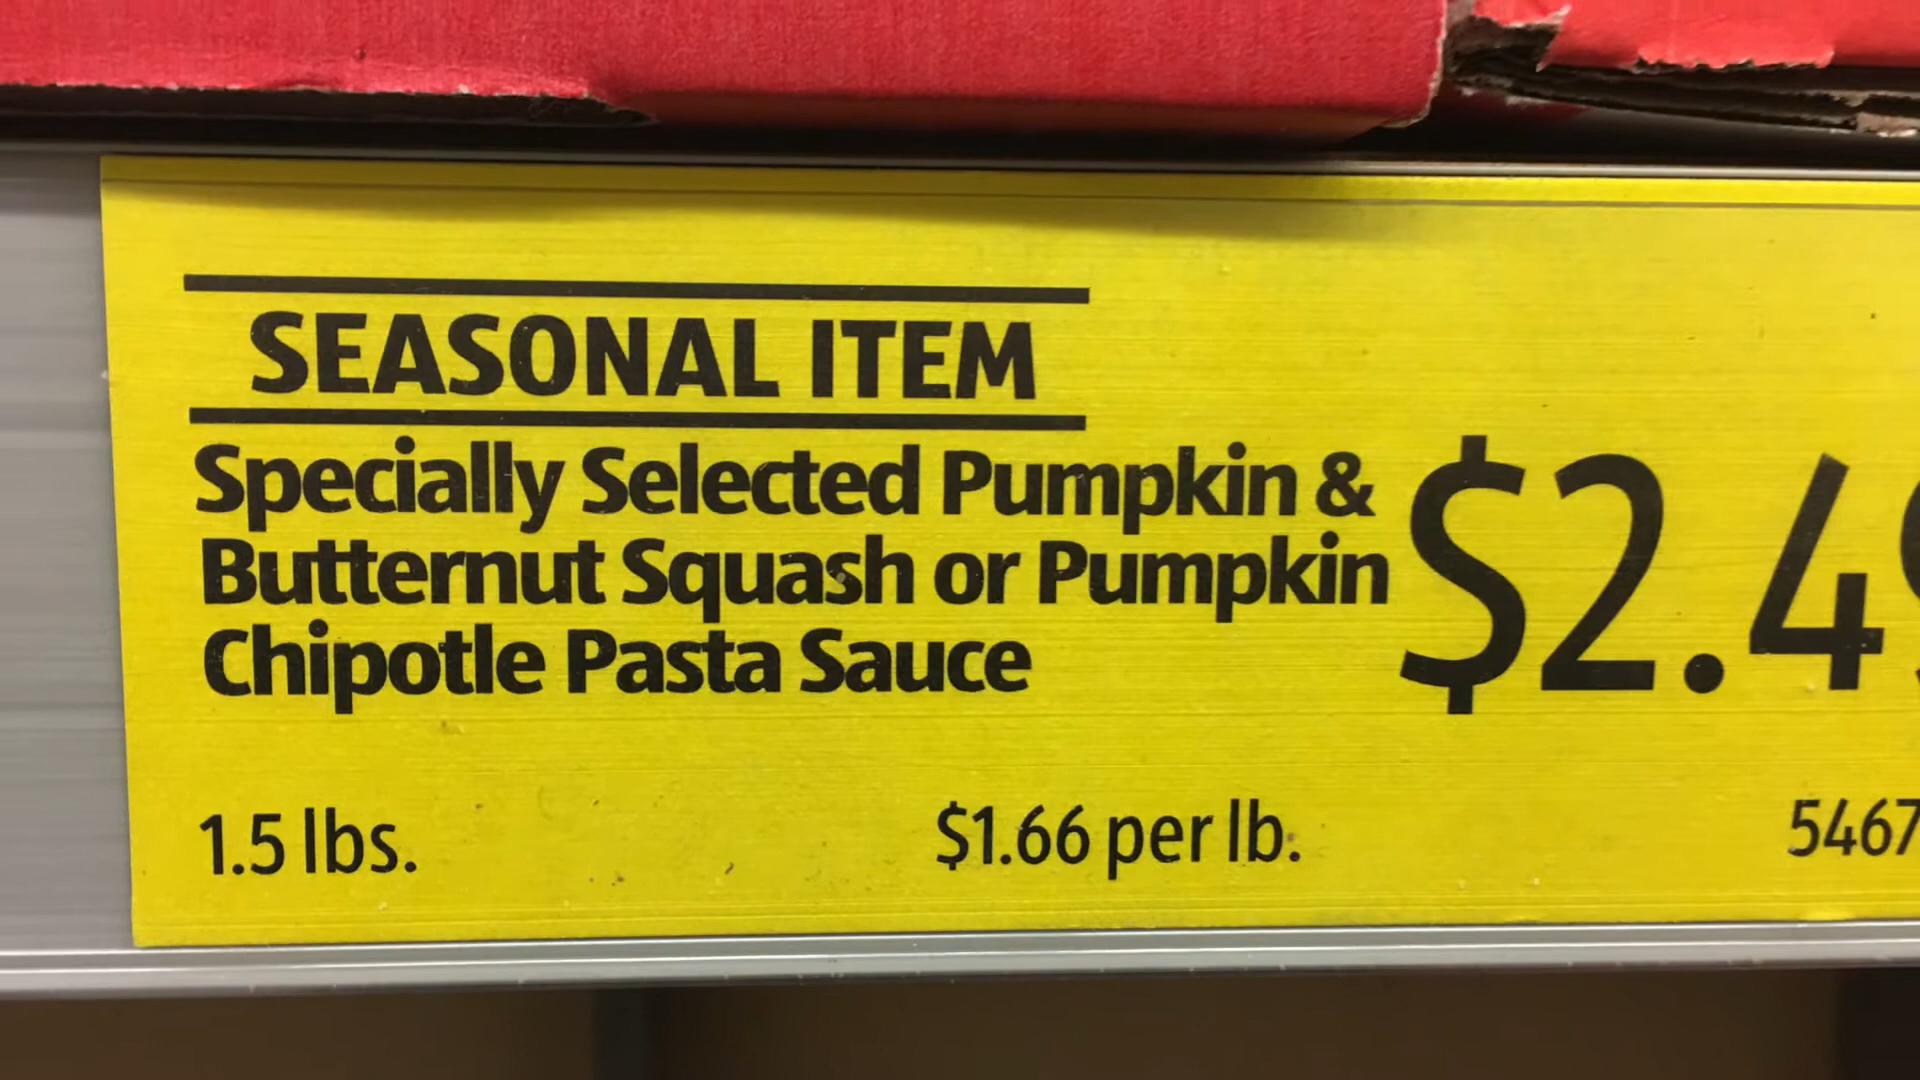 SEASONAL ITEM
Specially Selected Pumpkin &
Butternut Squash or Pumpkin
Chipotle Pasta Sauce
$2.4
1.5 lbs.
$1.66 per lb.
5467